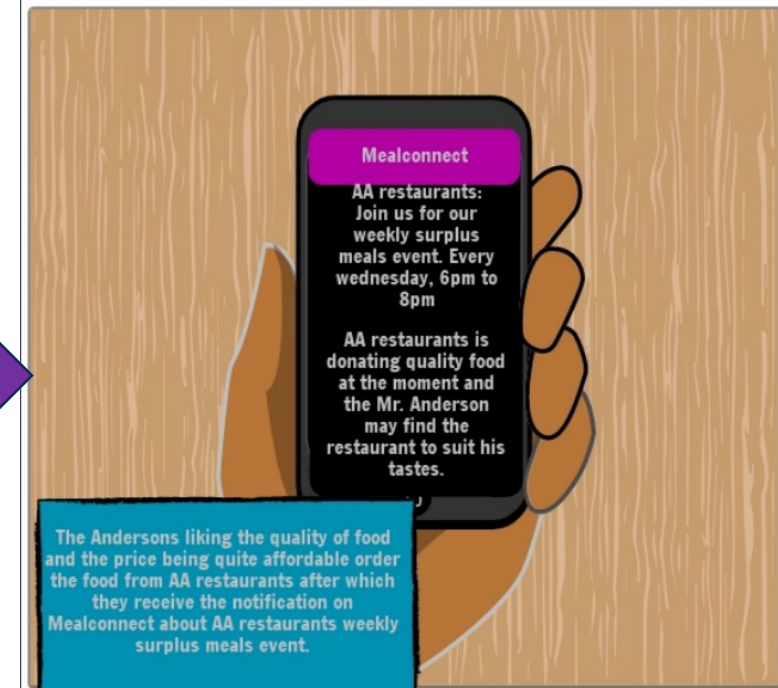 Mealconnect
AA restaurants:
Join us for our
weekly surplus
meals event. Every
wednesday, 6pm to
8pm
AA restaurants is
donating quality food
at the moment and
the Mr. Anderson
may find the
restaurant to suit his
tastes.
The Andersons liking the quality of food
and the price being quite affordable order
the food from AA restaurants after which
they receive the notification on
Mealconnect about AA restaurants weekly
surplus meals event.